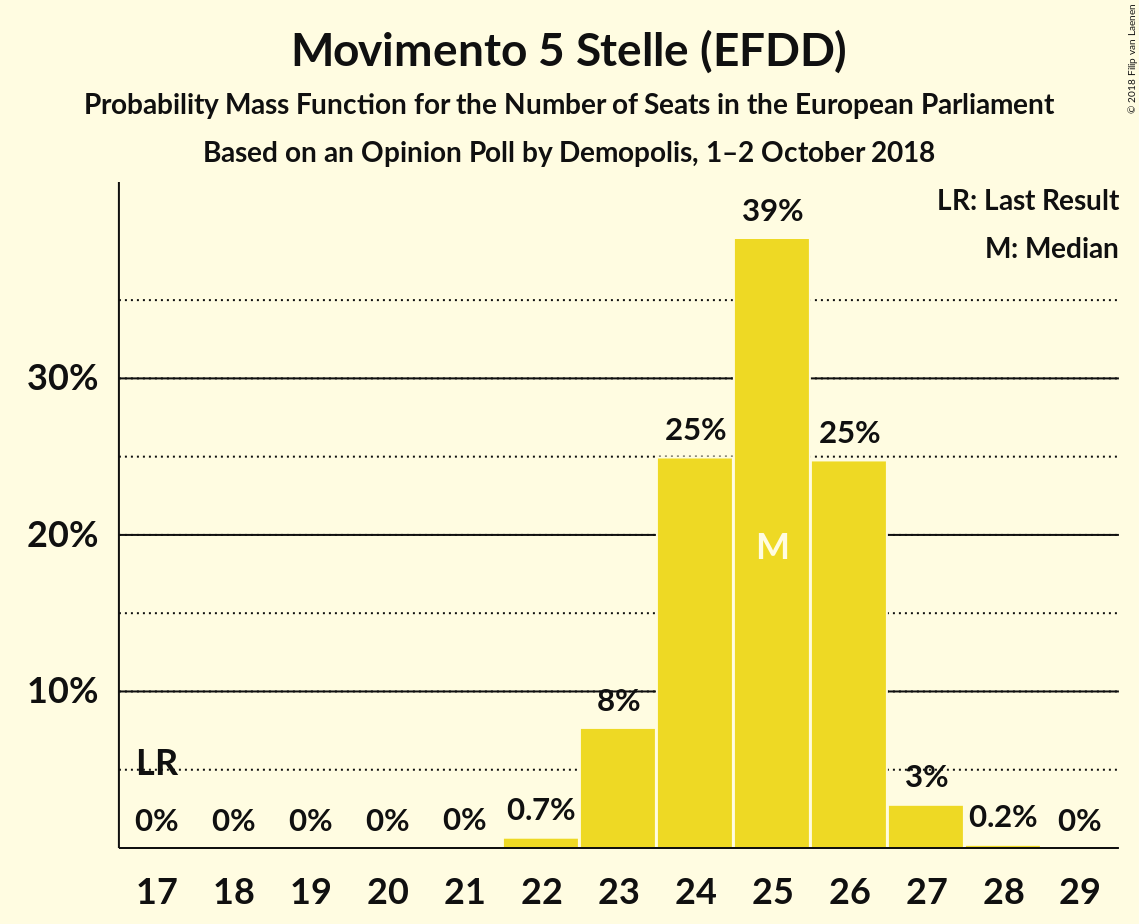 Movimento 5 Stelle (EFDD)
Probability Mass Function for the Number of Seats in the European Parliament
Based on an Opinion Poll by Demopolis, 1–2 October 2018
© 2018 Filip van Laenen
LR: Last Result
M: Median
39%
30%
25%
25%
20%
M
10%
8%
LR
3%
0%
0%
0%
0%
0%
0.7%
0.2%
0%
17 18 19 20 21 22 23 24 25 26 27 28 29